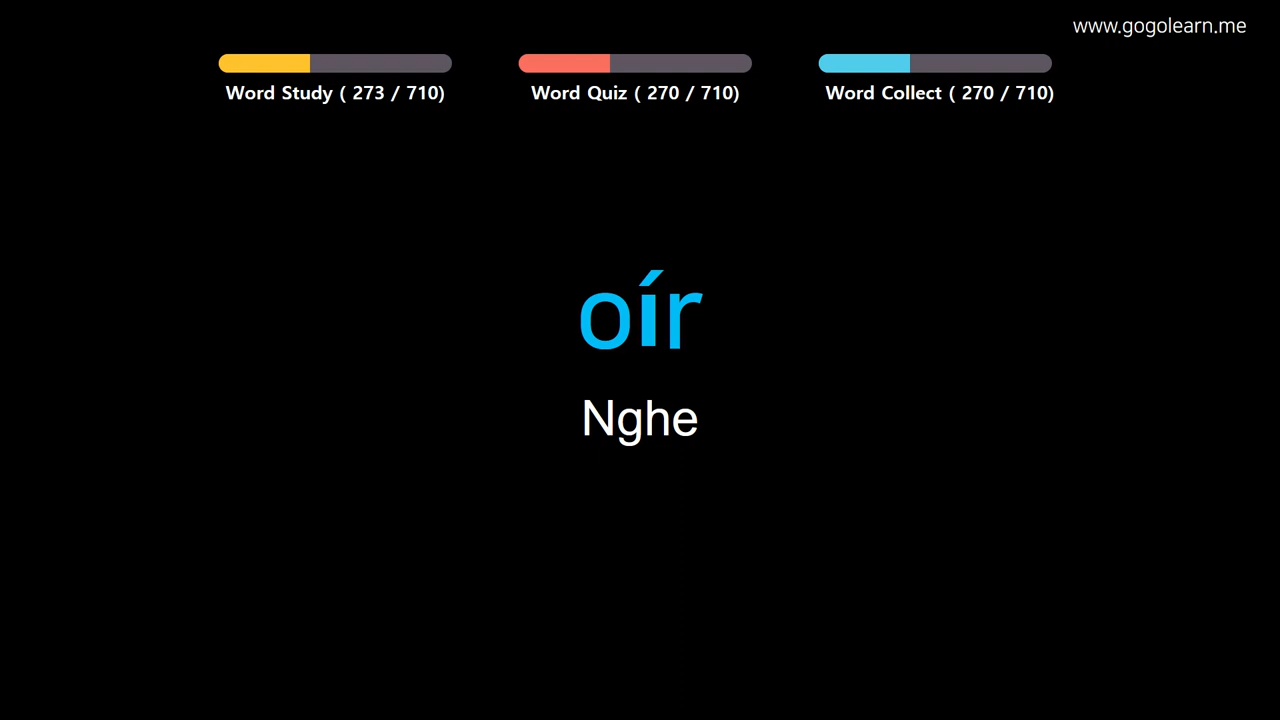 www.gogolearn.me
Word Study ( 273 / 710)
Word Quiz ( 270 / 710)
Word Collect ( 270 / 710)
oír
Nghe